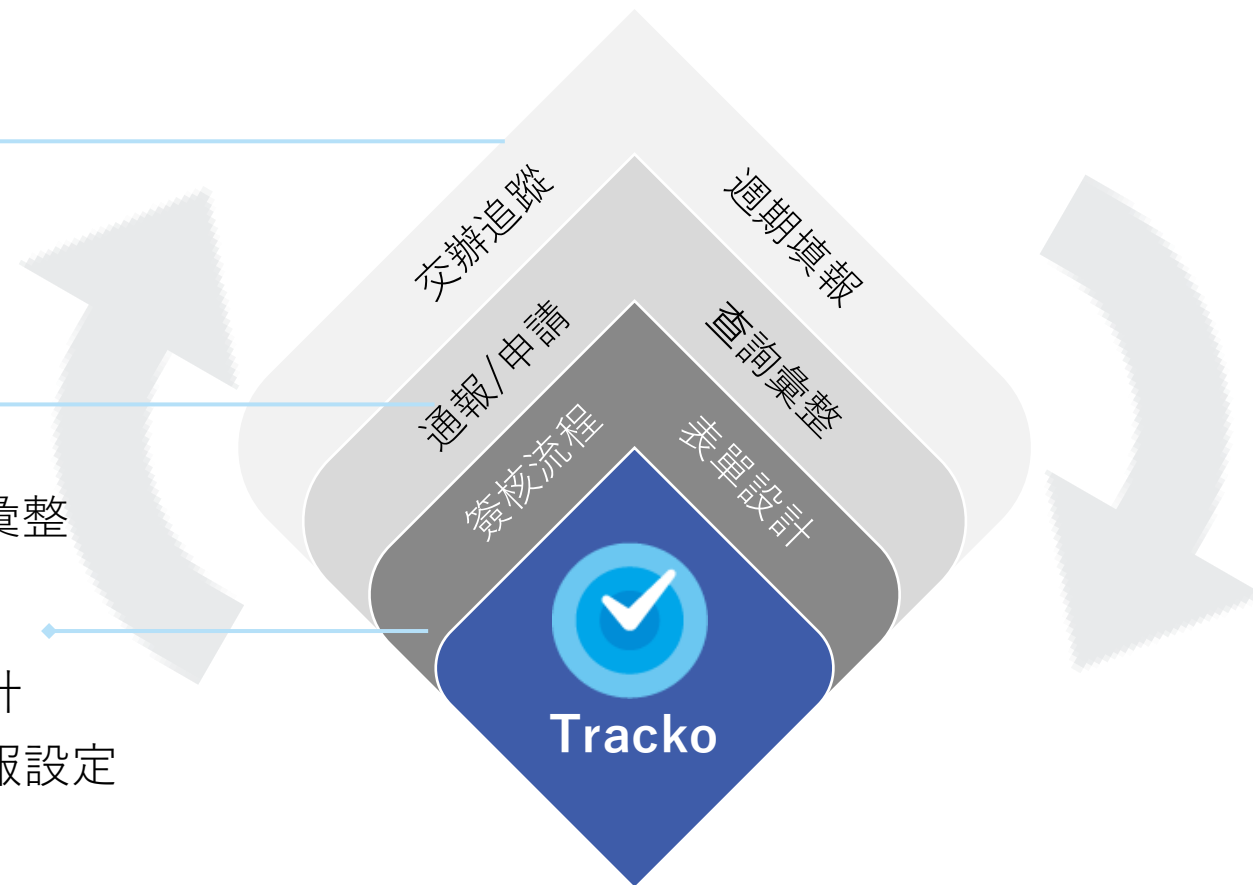 交辦追蹤
週期填報
通報/申請
查詢彙整
簽核流程
表單設計
彙整
計
報設定
Tracko